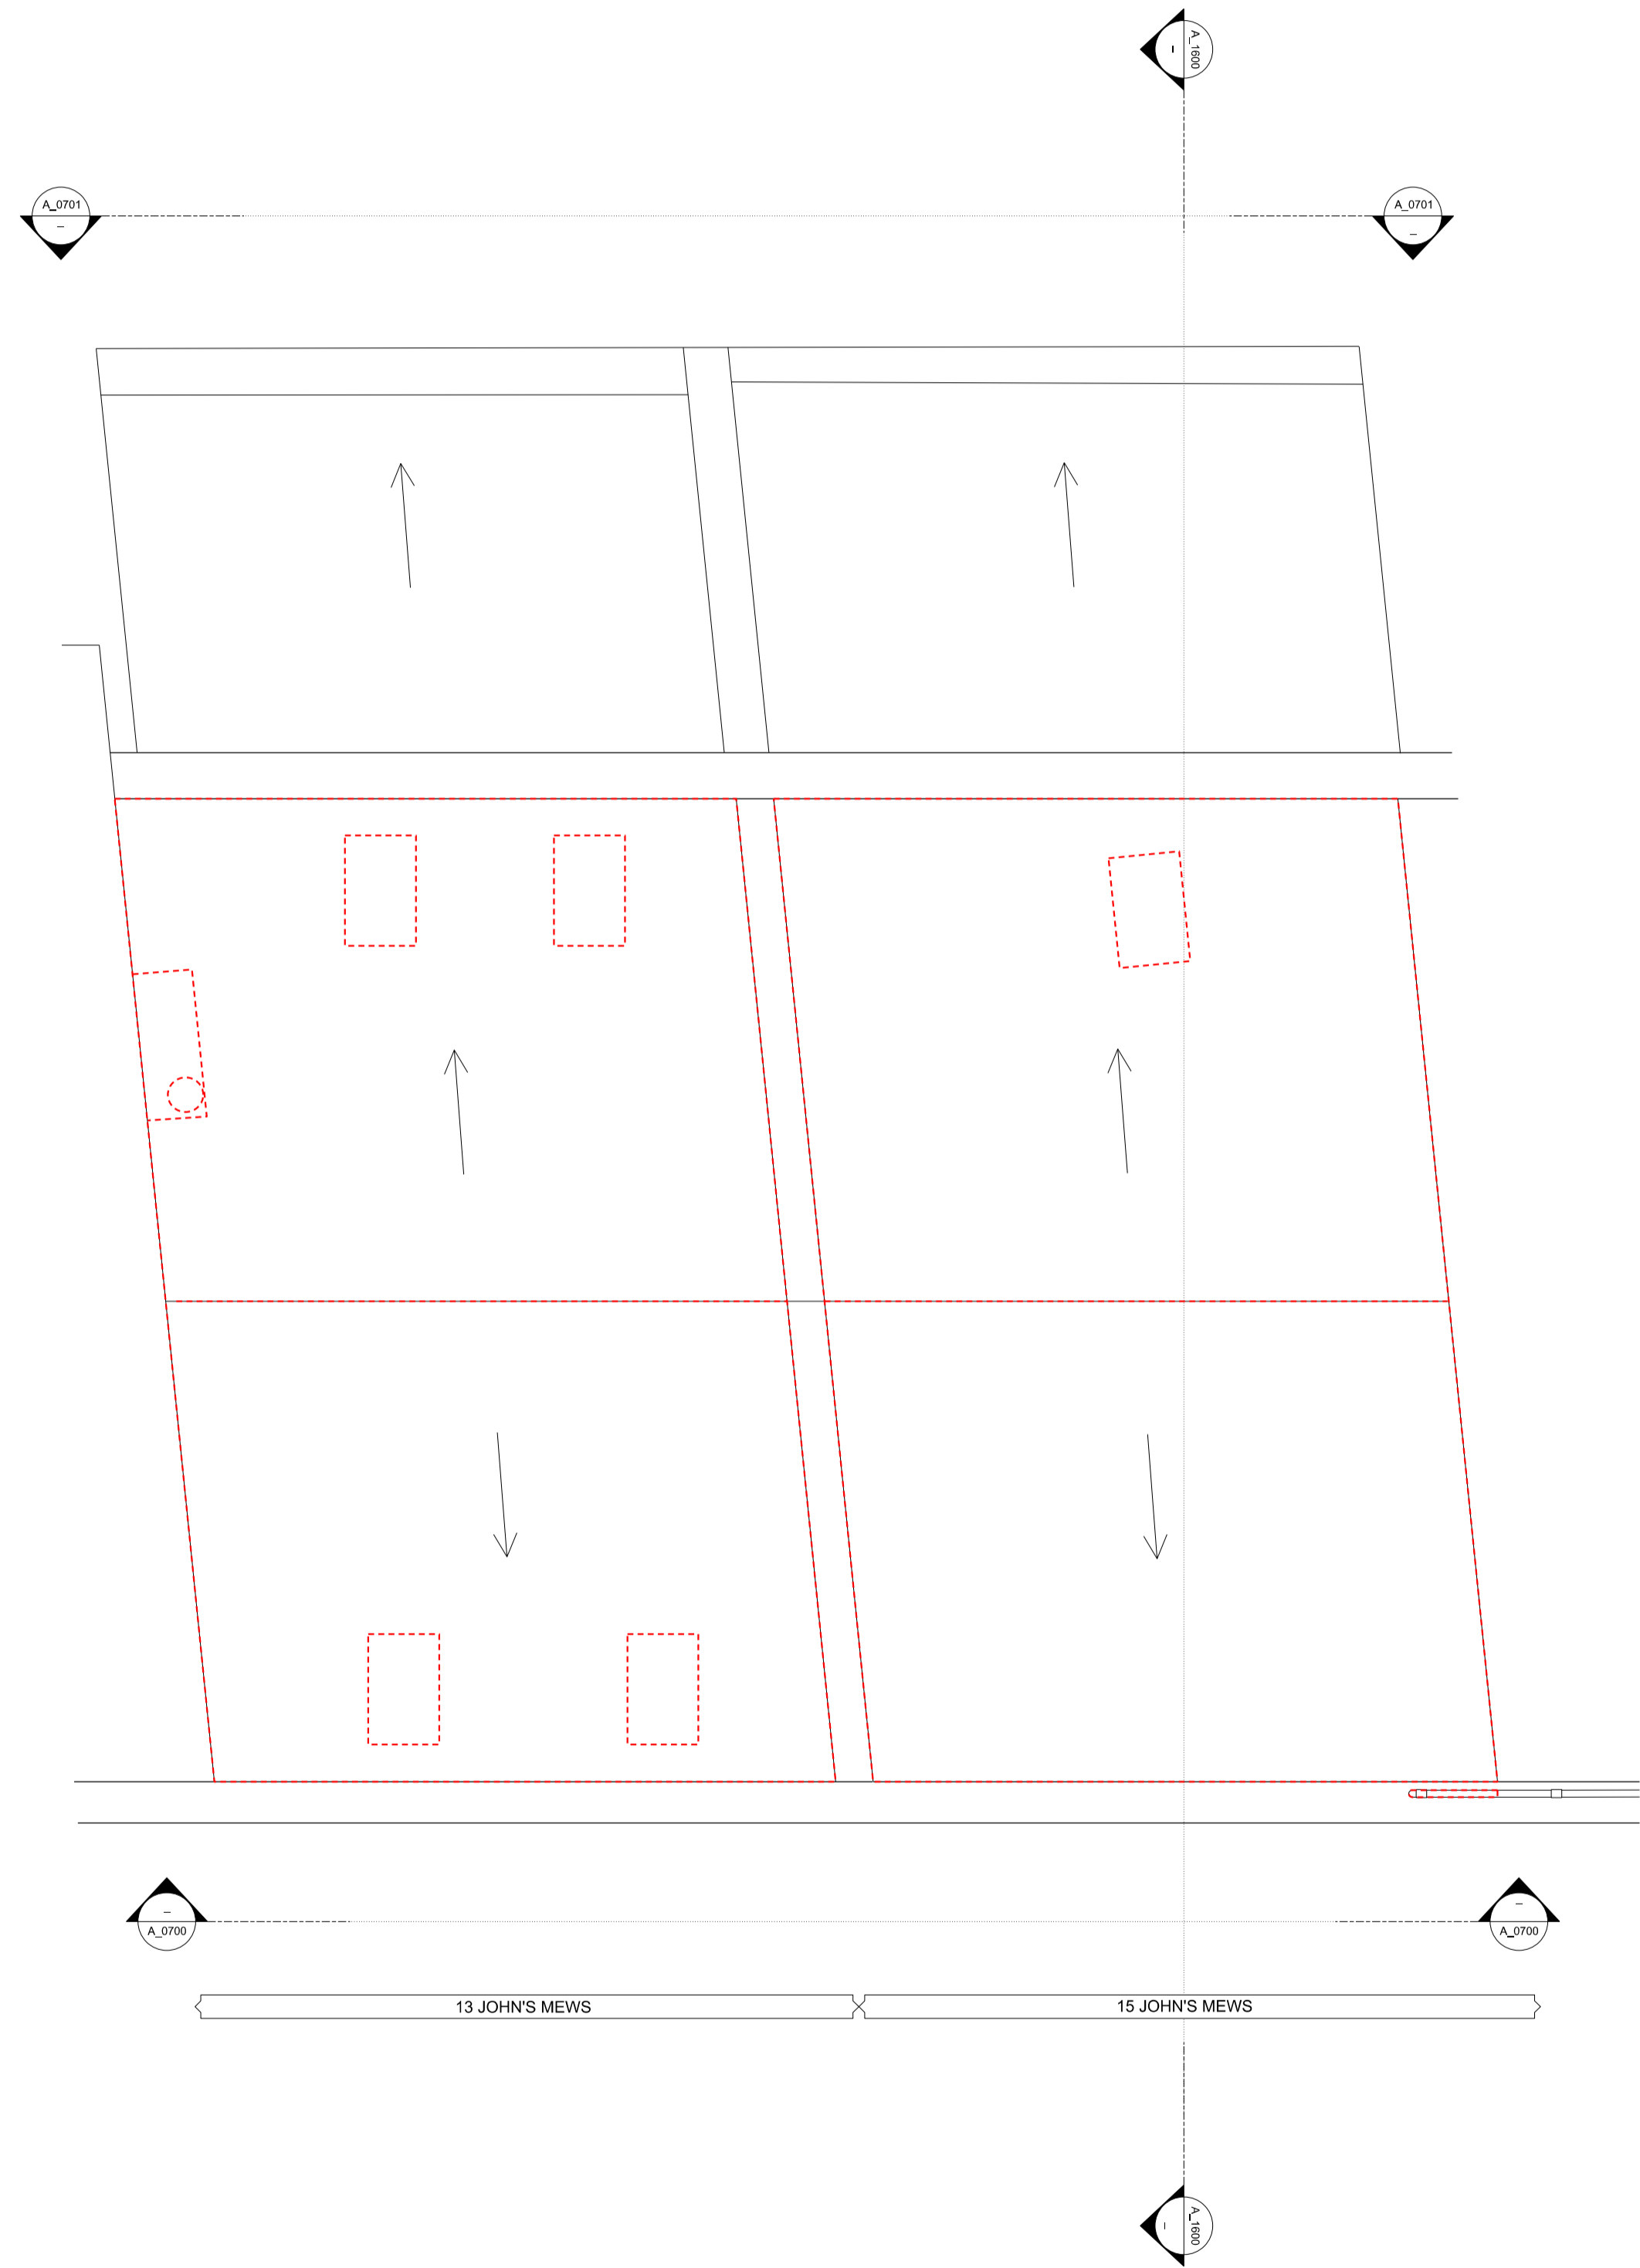 A_1600
–
A_0701
–
A_0701
–
–
A_0700
–
A_0700
13 JOHN'S MEWS
15 JOHN'S MEWS
A_1600
–